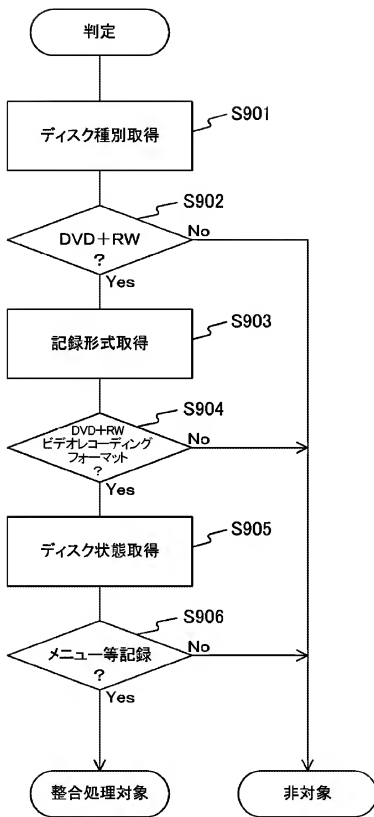 判定
S901
ディスク種別取得
S902
DVD+RW
?
No
Yes
S903
記録形式取得
S904
DVD+RW
ビデオレコーディング
フォーマット
?
No
Yes
S905
ディスク状態取得
S906
メニュー等記録
?
No
Yes
整合処理対象
非対象